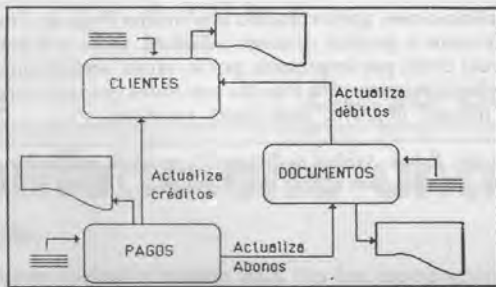 CLIENTES
Actualiza
débitos
Actualiza
créditos
DOCUMENTOS
PAGOS
Actualiza
Abonos